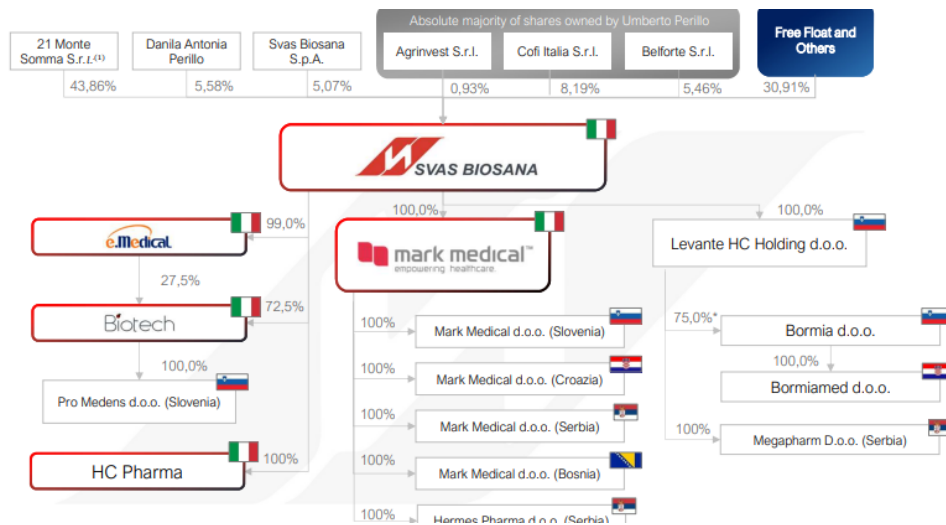 Absolute majority of shares owned by Umberto Perillo
21 Monte
Somma S.r.l.(1)
Danila Antonia
Perillo
Svas Biosana
S.p.A.
Agrinvest S.r.l.
Cofi Italia S.r.l.
Belforte S.r.l.
Free Float and
Others
43,86%
5,58%
5,07%
0,93%
8,19%
5,46%
30,91%
SVAS BIOSANA
99,0%
100,0%
100,0%
e.Medical
mark medical™
empowering healthcare.
Levante HC Holding d.o.o.
27,5%
72,5%
Biotech
100,0%
Pro Medens d.o.o. (Slovenia)
100%
HC Pharma
100%
Mark Medical d.o.o. (Slovenia)
100%
Mark Medical d.o.o. (Croazia)
100%
Mark Medical d.o.o. (Serbia)
100%
Mark Medical d.o.o. (Bosnia)
100%
Hermes Pharma d.o.o. (Serbia)
75,0%*
Bormia d.o.o.
100,0%
Bormiamed d.o.o.
100%
Megapharm D.o.o. (Serbia)